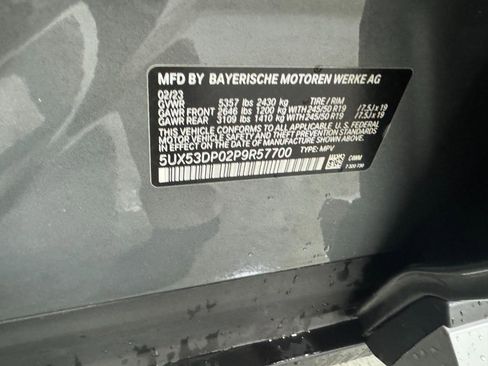 MFD BY BAYERISCHE MOTOREN WERKE AG
02/23
GVWR 5357 lbs 2430 kg TIRE / RIM
GAWR FRONT 2646 lbs 1200 kg WITH 245/50 R19 /7.5J x 19
GAWR REAR 3109 lbs 1410 kg WITH 245/50 R19 /7.5J x 19
THIS VEHICLE CONFORMS TO ALL APPLICABLE U.S. FEDERAL
MOTOR VEHICLE SAFETY AND THEFT PREVENTION STANDARDS
IN EFFECT ON THE DATE OF MANUFACTURE SHOWN ABOVE.
5UX53DP02P9R57700 TYPE: MPV